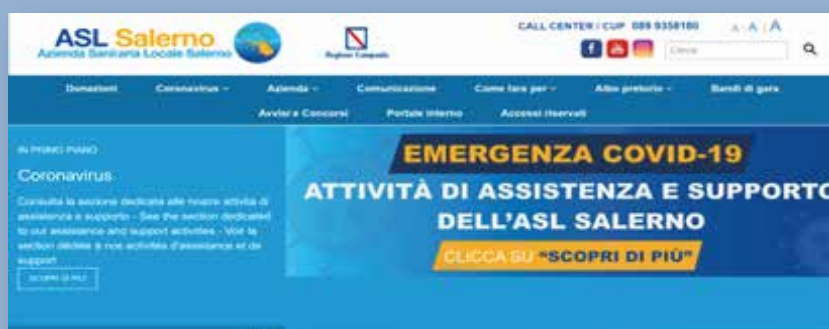 CALL CENTER / CUP 089 9358160
A - A | A
ASL Salerno
Azienda Sanitaria Locale Salerno
Regione Campania
Cerca
Donazioni Coronavirus Azienda Comunicazione Come fare per Albo pretorio Bandi di gara
Avvisi e Concorsi Portale interno Accessi riservati
IN PRIMO PIANO
Coronavirus
Consulta la sezione dedicata alle nostre attività di
assistenza e supporto - See the section dedicated
to our assistance and support activities - Voir la
section dédiée à nos activités d'assistance et de
support
SCOPRI DI PIÙ
EMERGENZA COVID-19
ATTIVITÀ DI ASSISTENZA E SUPPORTO
DELL'ASL SALERNO
CLICCA SU "SCOPRI DI PIÙ"